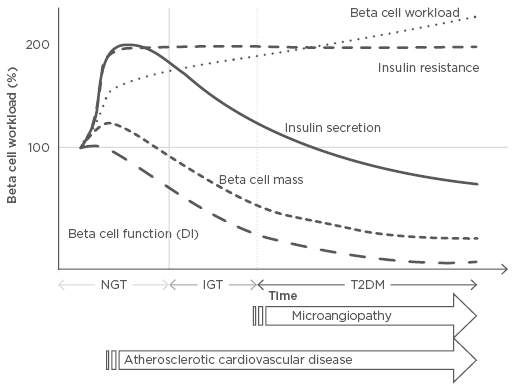 Beta cell workload
200
Insulin resistance
Beta cell workload (%)
Insulin secretion
100
Beta cell mass
Beta cell function (DI)
NGT IGT T2DM
Time
Microangiopathy
Atherosclerotic cardiovascular disease